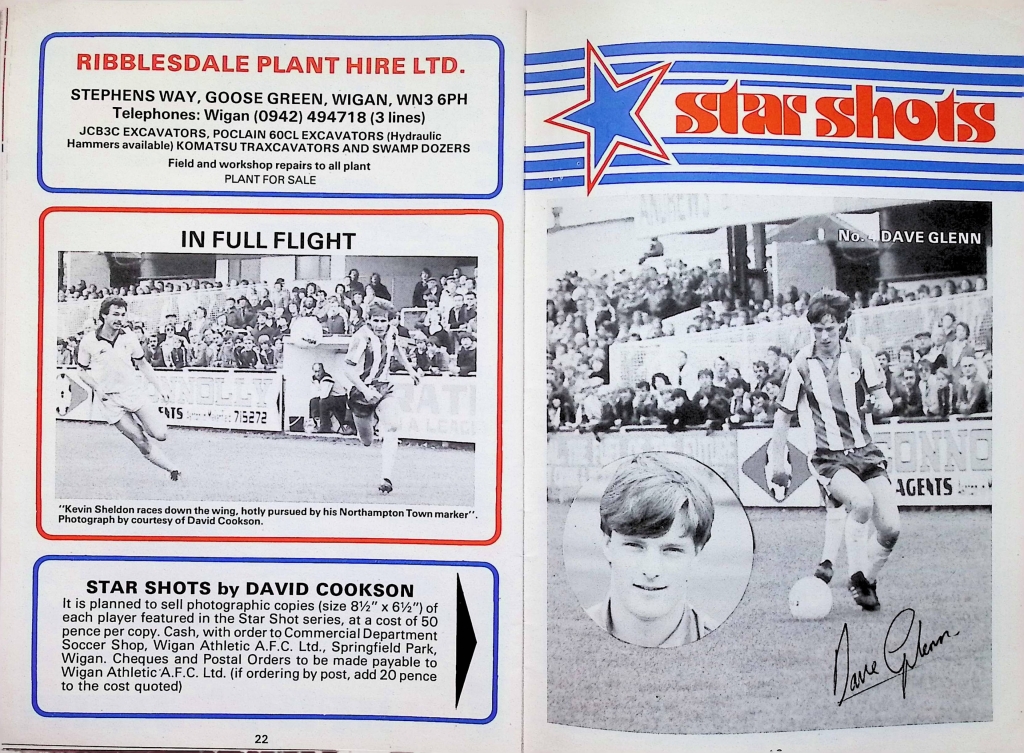 RIBBLESDALE PLANT HIRE LTD.
STEPHENS WAY, GOOSE GREEN, WIGAN, WN3 6PH
Telephones: Wigan (0942) 494718 (3 lines)
JCB3C EXCAVATORS, POCLAIN 60CL EXCAVATORS (Hydraulic
Hammers available) KOMATSU TRAXCAVATORS AND SWAMP DOZERS
Field and workshop repairs to all plant
PLANT FOR SALE
IN FULL FLIGHT
NNOLLY
ENTS
715272
RATI
A LEAGU
"Kevin Sheldon races down the wing, hotly pursued by his Northampton Town marker".
Photograph by courtesy of David Cookson.
STAR SHOTS by DAVID COOKSON
It is planned to sell photographic copies (size 8½" x 6½") of
each player featured in the Star Shot series, at a cost of 50
pence per copy. Cash, with order to Commercial Department
Soccer Shop, Wigan Athletic A.F.C. Ltd., Springfield Park,
Wigan. Cheques and Postal Orders to be made payable to
Wigan Athletic A.F.C. Ltd. (if ordering by post, add 20 pence
to the cost quoted)
22
star shots
No. 4 DAVE GLENN
ONNO
AGENTS
Dave Glenn